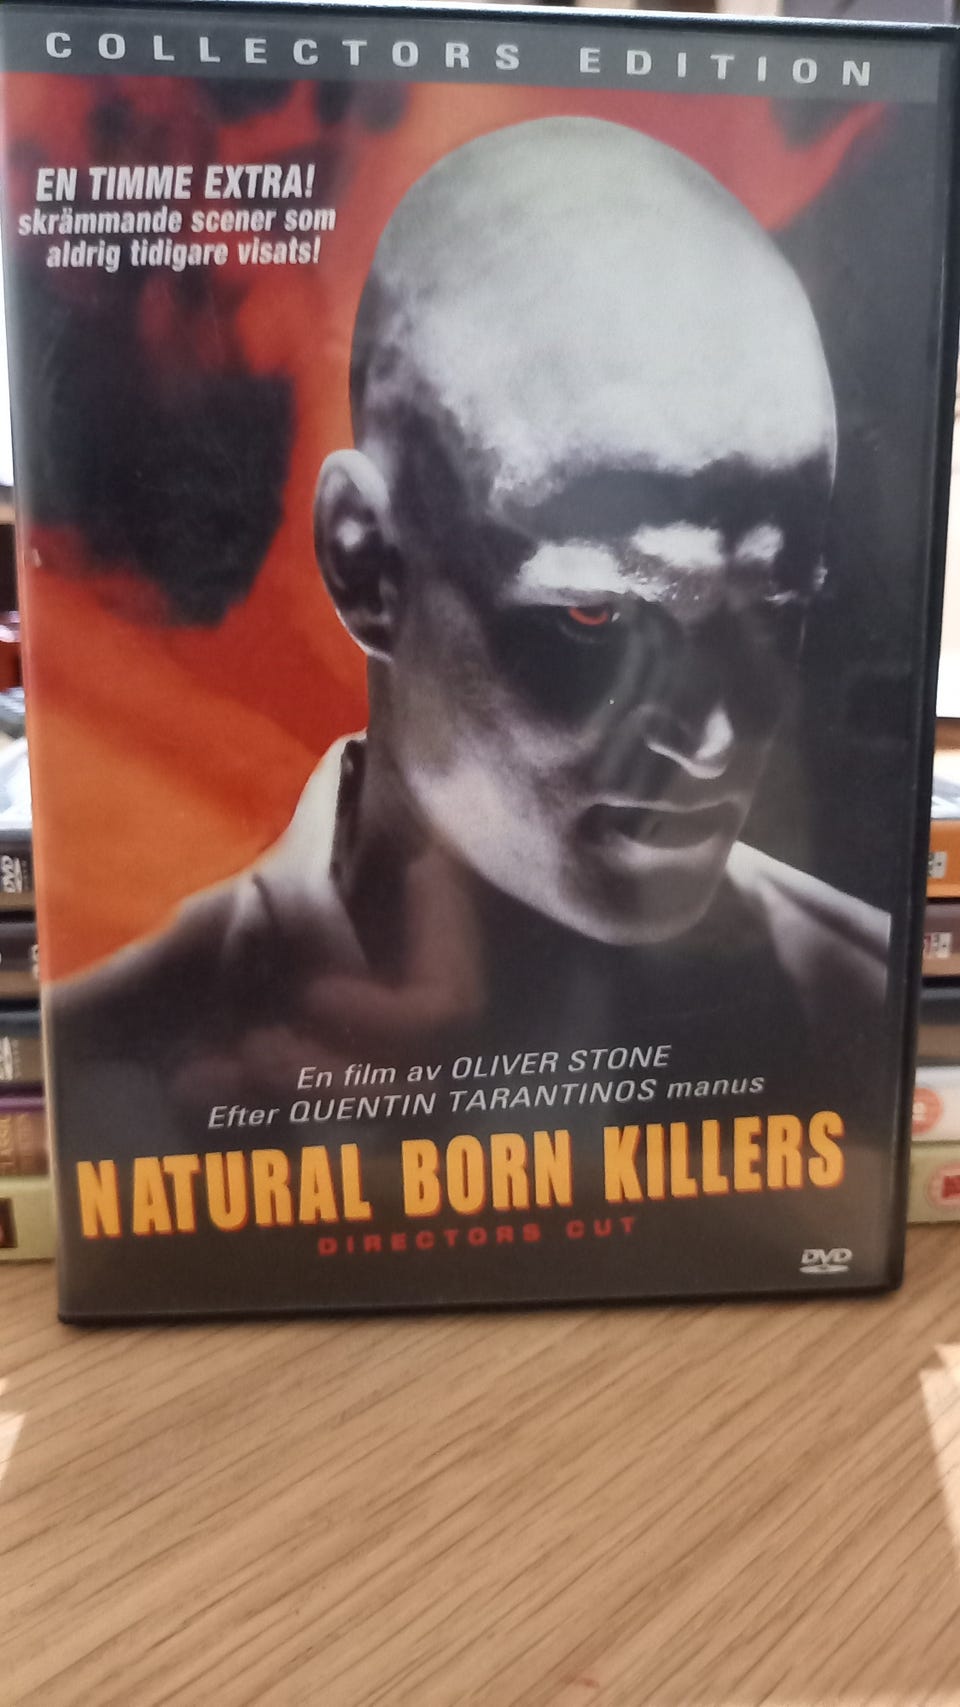 COLLECTORS EDITION
EN TIMME EXTRA!
skrämmande scener som
aldrig tidigare visats!
En film av OLIVER STONE
Efter QUENTIN TARANTINOS manus
NATURAL BORN KILLERS
DIRECTORS CUT
DVD
DVD